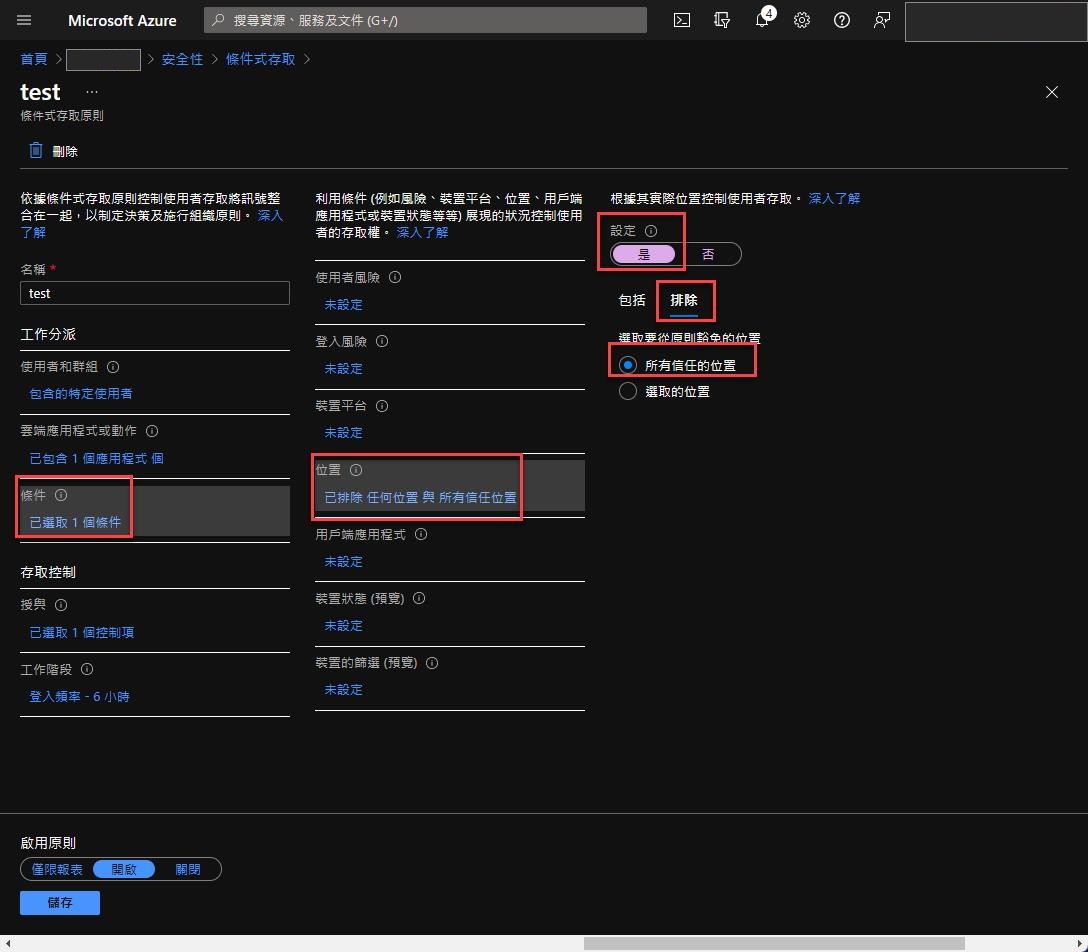 Microsoft Azure
搜尋資源、服務及文件 (G+/)
4
首頁 > > 安全性 > 條件式存取 >
test ...
條件式存取原則
刪除
依據條件式存取原則控制使用者存取將訊號整
合在一起，以制定決策及施行組織原則。 深入
了解
名稱 *
test
工作分派
使用者和群組
包含的特定使用者
雲端應用程式或動作
已包含 1 個應用程式 個
條件
已選取 1 個條件
存取控制
授與
已選取 1 個控制項
工作階段
登入頻率 - 6 小時
利用條件 (例如風險、裝置平台、位置、用戶端
應用程式或裝置狀態等等) 展現的狀況控制使用
者的存取權。 深入了解
使用者風險
未設定
登入風險
未設定
裝置平台
未設定
位置
已排除 任何位置 與 所有信任位置
用戶端應用程式
未設定
裝置狀態 (預覽)
未設定
裝置的篩選 (預覽)
未設定
根據其實際位置控制使用者存取。 深入了解
設定
是 否
包括 排除
選取要從原則豁免的位置
所有信任的位置
選取的位置
啟用原則
僅限報表 開啟 關閉
儲存